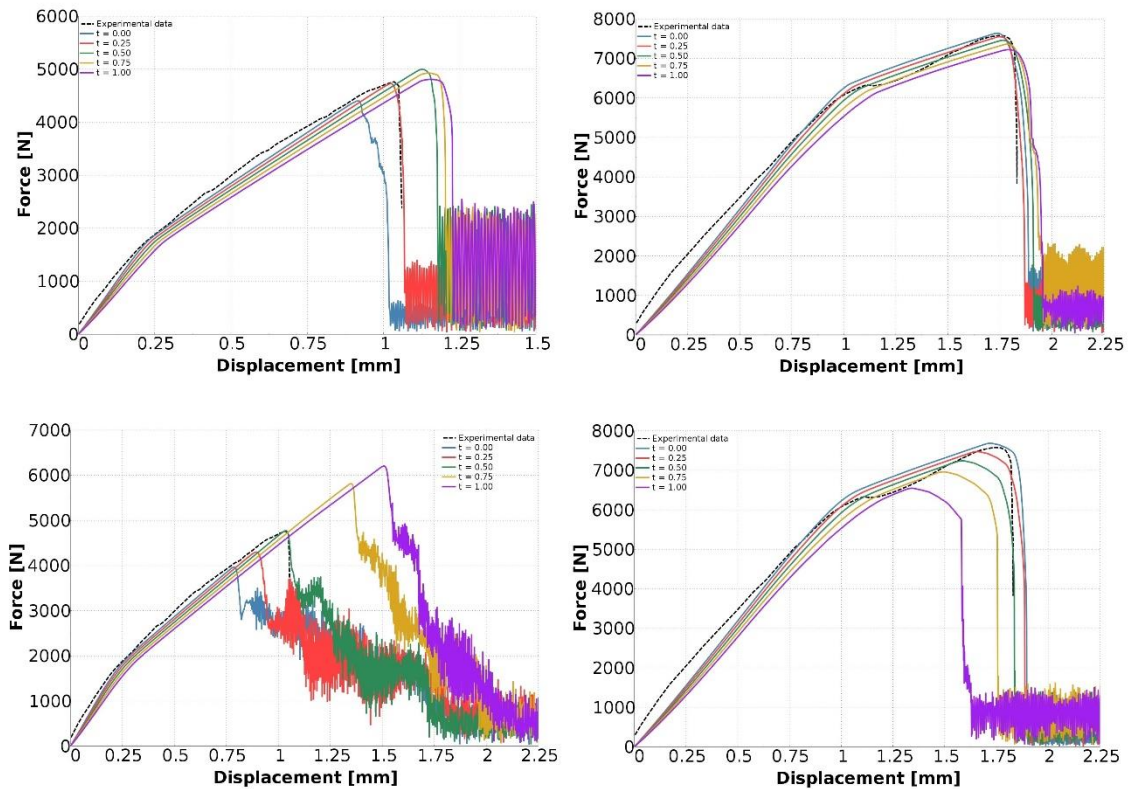 6000
5000
4000
3000
2000
1000
0
Force [N]
Experimental data
t = 0.00
t = 0.25
t = 0.50
t = 0.75
t = 1.00
0 0.25 0.5 0.75 1 1.25 1.5
Displacement [mm]
8000
7000
6000
5000
4000
3000
2000
1000
0
Force [N]
Experimental data
t = 0.00
t = 0.25
t = 0.50
t = 0.75
t = 1.00
0 0.25 0.5 0.75 1 1.25 1.5 1.75 2 2.25
Displacement [mm]
7000
6000
5000
4000
3000
2000
1000
0
Force [N]
Experimental data
t = 0.00
t = 0.25
t = 0.50
t = 0.75
t = 1.00
0 0.25 0.5 0.75 1 1.25 1.5 1.75 2 2.25
Displacement [mm]
8000
7000
6000
5000
4000
3000
2000
1000
0
Force [N]
Experimental data
t = 0.00
t = 0.25
t = 0.50
t = 0.75
t = 1.00
0 0.25 0.5 0.75 1 1.25 1.5 1.75 2 2.25
Displacement [mm]